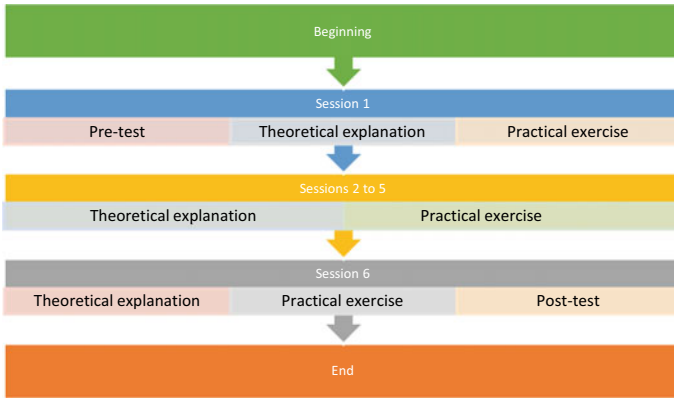 Beginning
Session 1
Pre-test Theoretical explanation Practical exercise
Sessions 2 to 5
Theoretical explanation Practical exercise
Session 6
Theoretical explanation Practical exercise Post-test
End